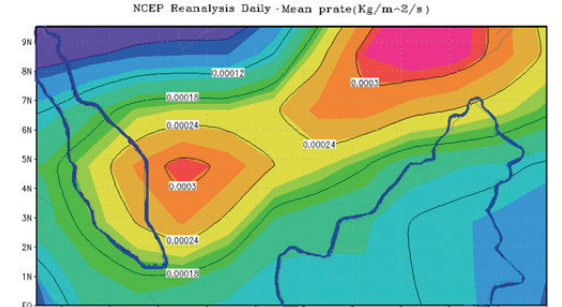 NCEP Reanalysis Daily-Mean prate(Kg/m~2/s)
9N
8N
0.00012
0.0003
7N
0.00018
0.00024
6N
0.00024
5N
4N
0.0003
3N
2N
0.00024
1N
0.00018
EQ